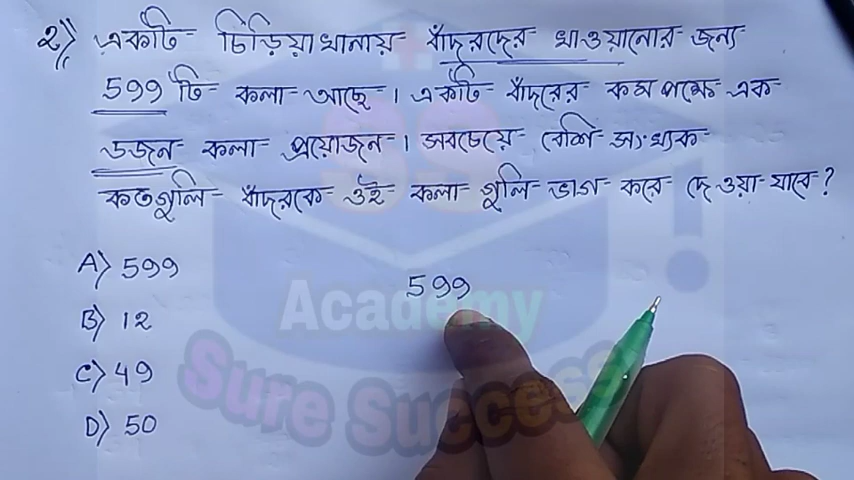 2) একটি চিড়িয়াখানায় বাঁদরদের খাওয়ানোর জন্য
599 টি কলা আছে। একটি বাঁদরের কম পক্ষে এক
ডজন কলা প্রয়োজন। সবচেয়ে বেশি সংখ্যক
কতগুলি বাঁদরকে ওই কলা গুলি ভাগ করে দেওয়া যাবে?
A) 599
B) 12
C) 49
D) 50
599
SS
Academy
Sure Success